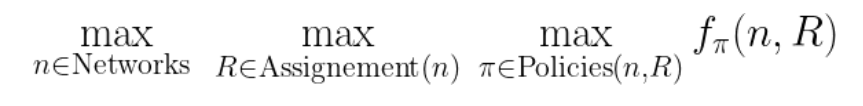 max max max f_π(n, R)
n∈Networks R∈Assignement(n) π∈Policies(n,R)